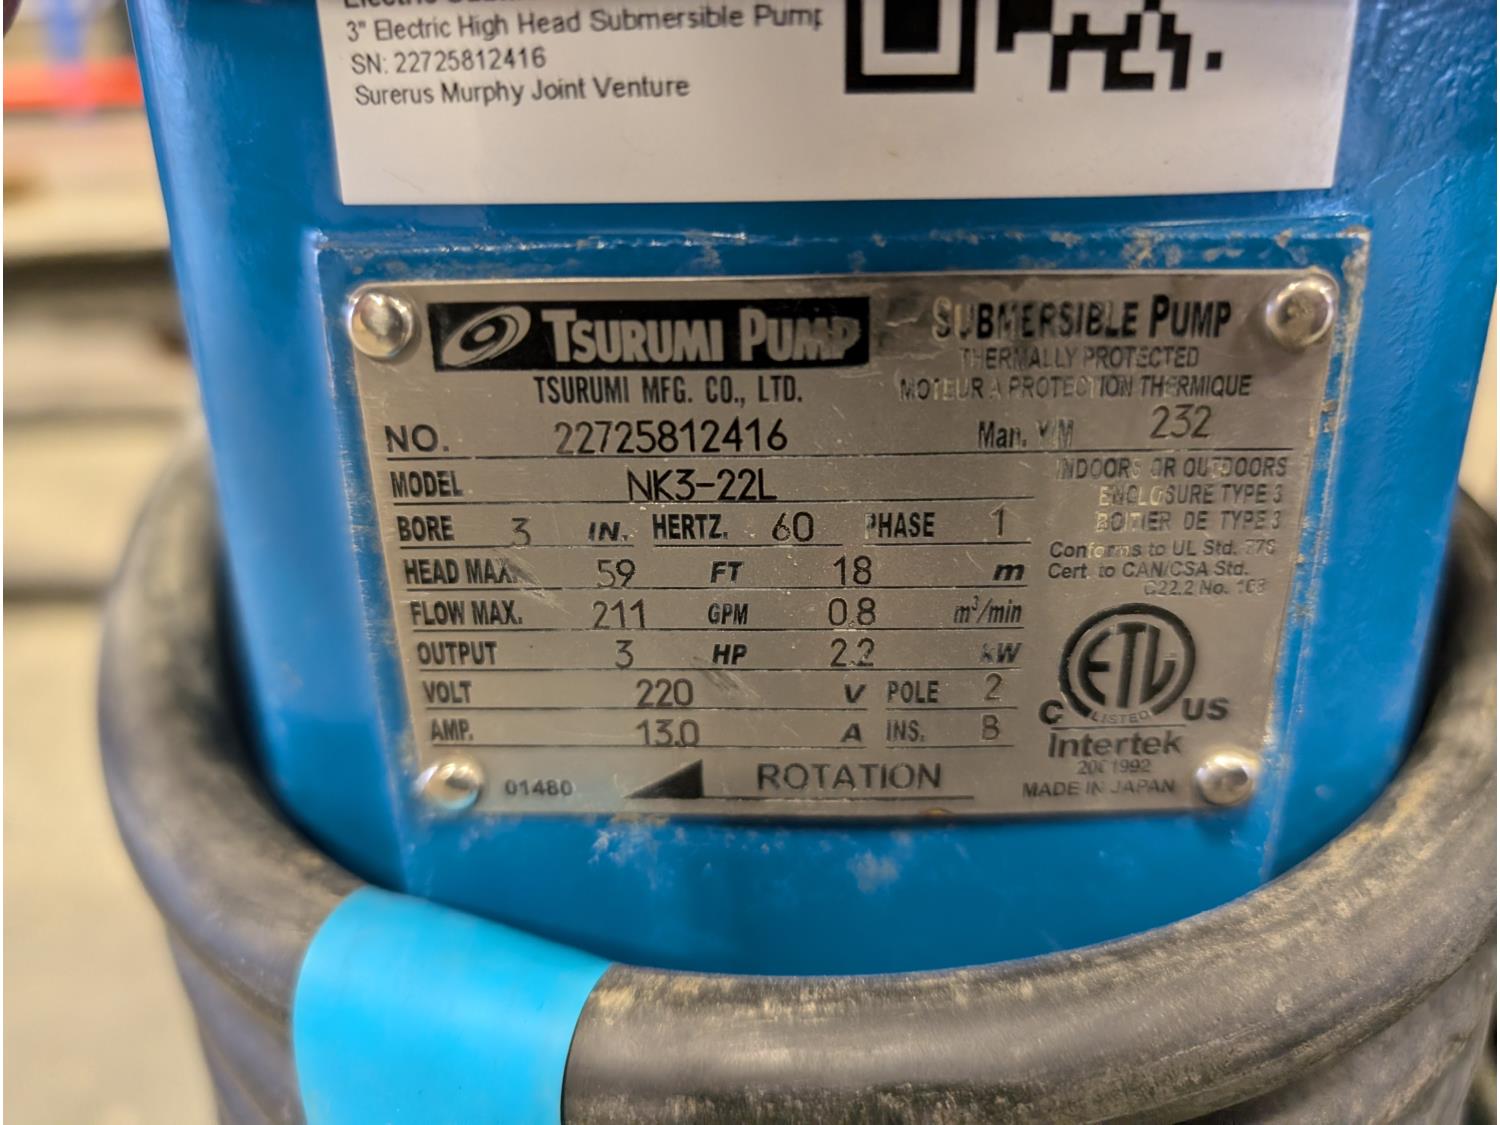 3" Electric High Head Submersible Pump
SN: 22725812416
Surerus Murphy Joint Venture
TSURUMI PUMP
SUBMERSIBLE PUMP
TSURUMI MFG. CO., LTD.
THERMALLY PROTECTED
MOTEUR A PROTECTION THERMIQUE
NO. 22725812416 Man. Y/M 232
MODEL NK3-22L
INDOORS OR OUTDOORS
ENCLOSURE TYPE 3
BOITIER DE TYPE 3
BORE 3 IN. HERTZ. 60 PHASE 1
Conforms to UL Std.
Cert. to CAN/CSA Std.
C22.2 No.
HEAD MAX. 59 FT 18 m
FLOW MAX. 211 GPM 0.8 m³/min
OUTPUT 3 HP 2.2 kW
VOLT 220 V POLE 2
AMP. 13.0 A INS. B
ETL
LISTED
C US
Intertek
MADE IN JAPAN
01480 ROTATION